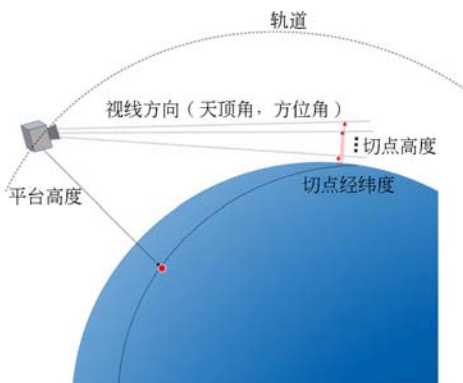 轨道
视线方向（天顶角，方位角）
切点高度
平台高度
切点经纬度